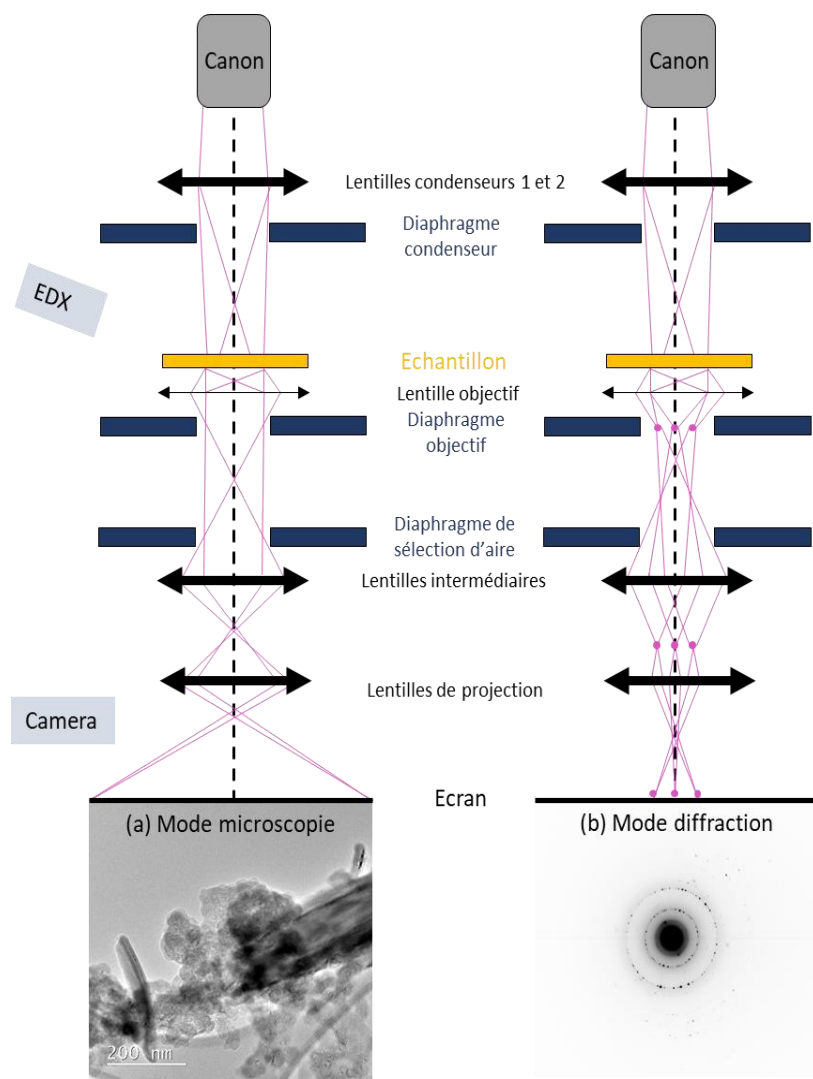 Canon
Canon
Lentilles condenseurs 1 et 2
Diaphragme
condenseur
EDX
Echantillon
Lentille objectif
Diaphragme
objectif
Diaphragme de
sélection d’aire
Lentilles intermédiaires
Lentilles de projection
Camera
Ecran
(a) Mode microscopie
(b) Mode diffraction
200 nm